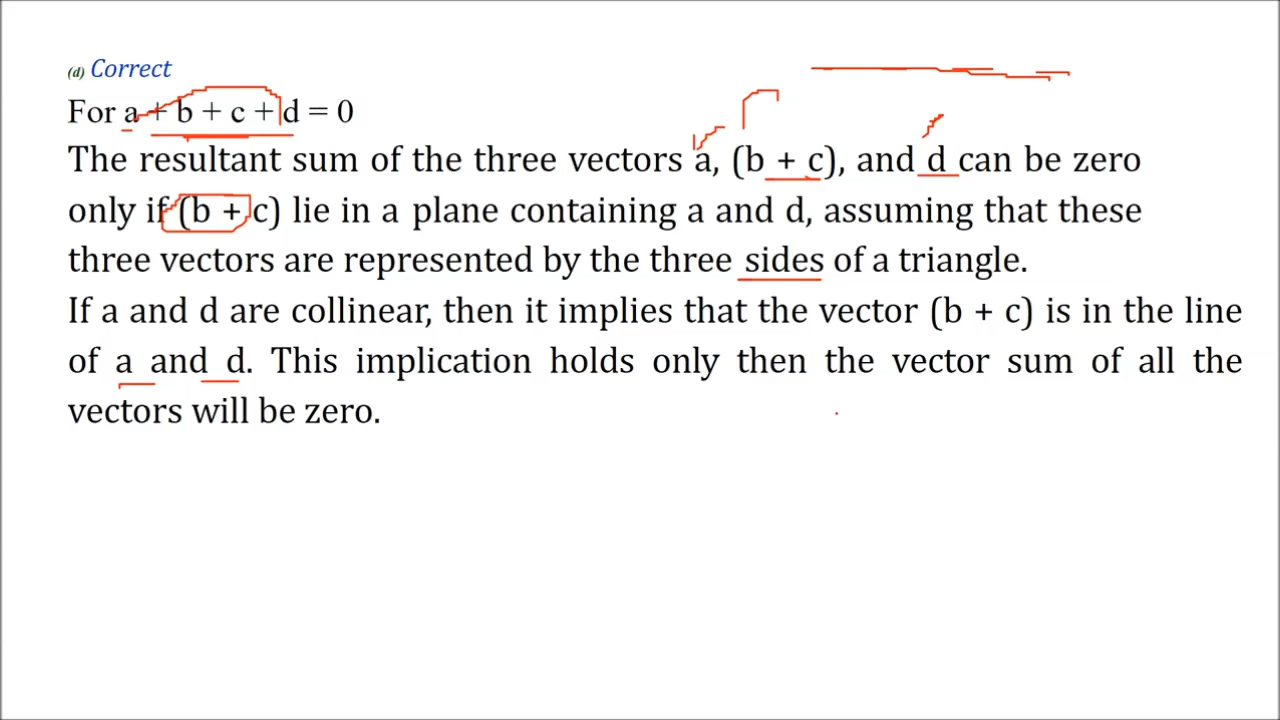 (d) Correct
For a + b + c + d = 0
The resultant sum of the three vectors a, (b + c), and d can be zero
only if (b + c) lie in a plane containing a and d, assuming that these
three vectors are represented by the three sides of a triangle.
If a and d are collinear, then it implies that the vector (b + c) is in the line
of a and d. This implication holds only then the vector sum of all the
vectors will be zero.